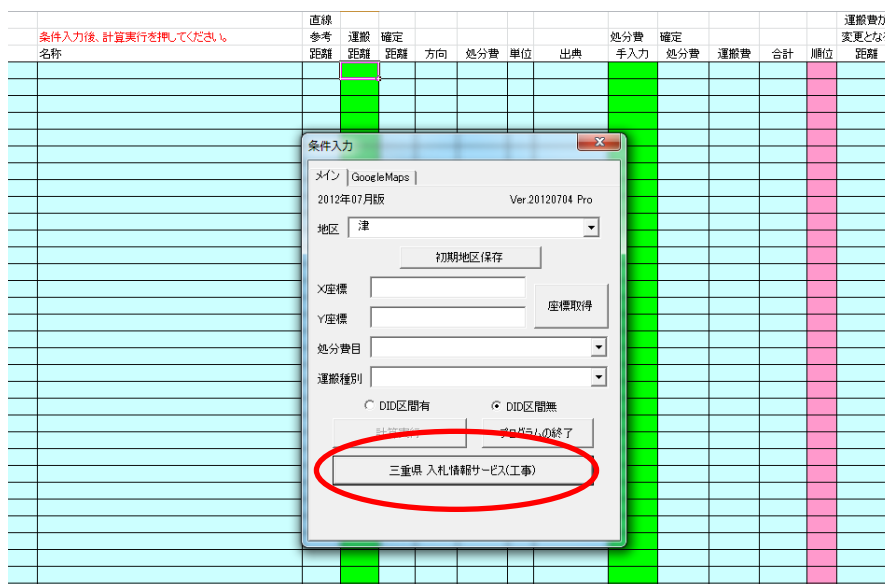 直線 運搬費が
条件入力後、計算実行を押してください。 参考 運搬 確定 処分費 確定 変更とな
名称 距離 距離 距離 方向 処分費 単位 出典 手入力 処分費 運搬費 合計 順位 距離
条件入力
メイン GoogleMaps
2012年07月版 Ver.20120704 Pro
地区 津
初期地区保存
X座標
座標取得
Y座標
処分費目
運搬種別
DID区間有 DID区間無
計算実行 プログラムの終了
三重県 入札情報サービス(工事)